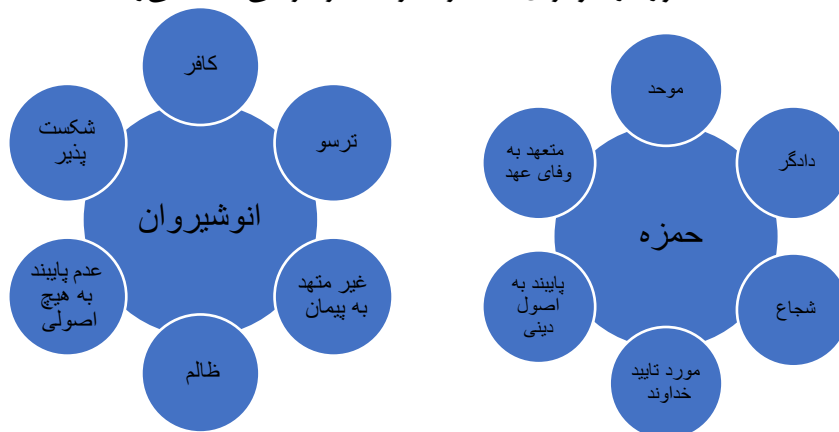 کافر
ترسو
غیر متهد
به پیمان
ظالم
عدم پایبند
به هیچ
اصولی
شکست
پذیر
انوشیروان
موحد
دادگر
شجاع
مورد تایید
خداوند
پایبند به
اصول
دینی
متعهد به
وفای عهد
حمزه